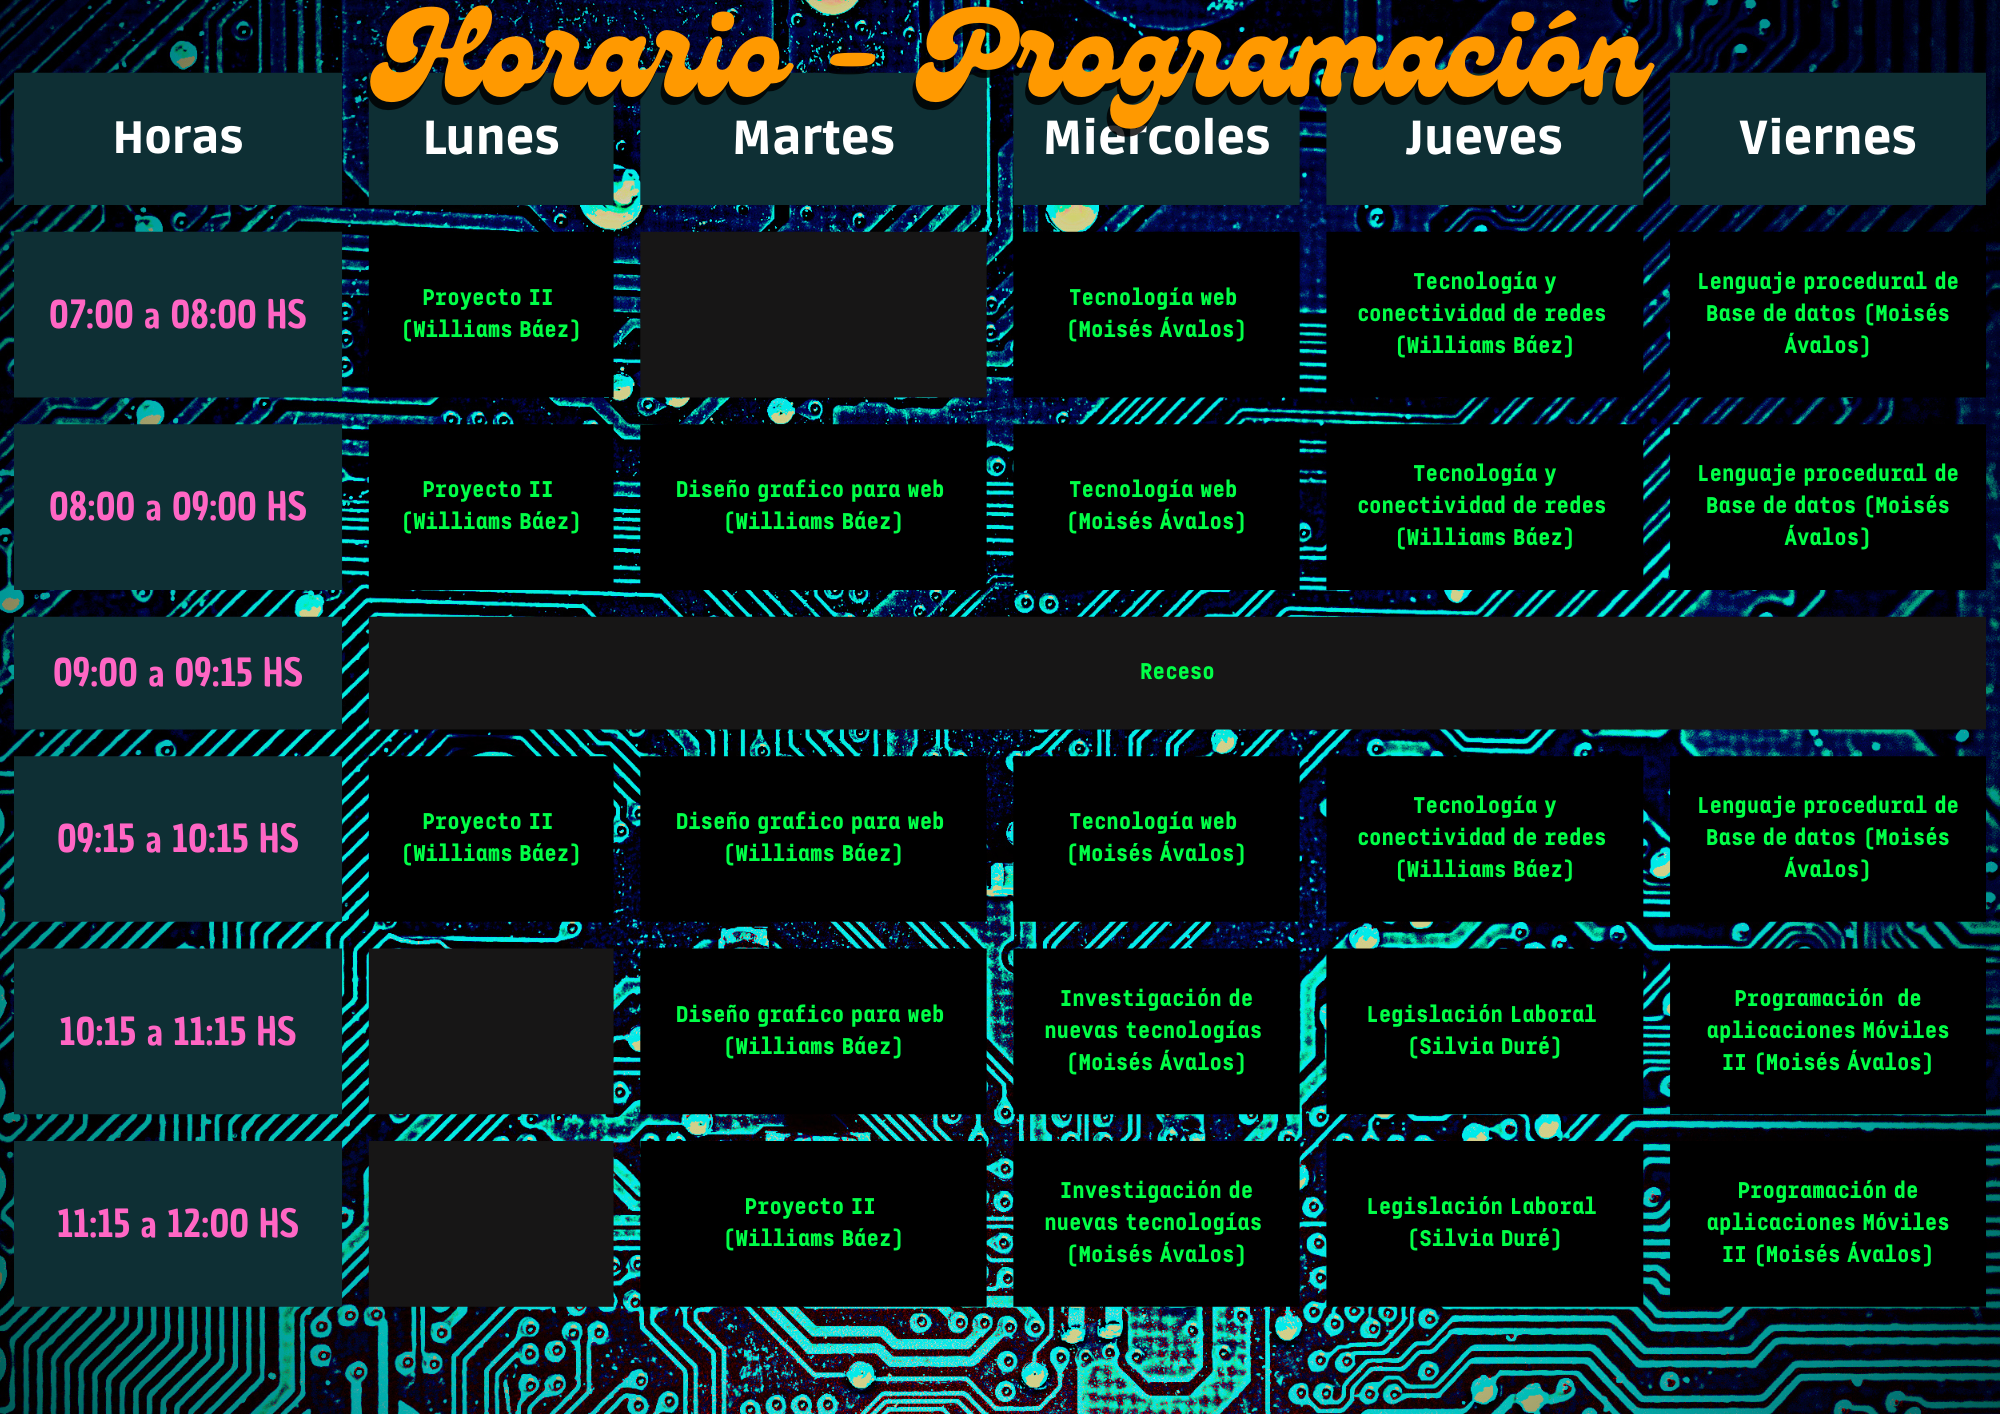 Horario - Programación
Horas
Lunes
Martes
Miércoles
Jueves
Viernes
07:00 a 08:00 HS
Proyecto II
(Williams Báez)
Tecnología web
(Moisés Ávalos)
Tecnología y
conectividad de redes
(Williams Báez)
Lenguaje procedural de
Base de datos (Moisés
Ávalos)
08:00 a 09:00 HS
Proyecto II
(Williams Báez)
Diseño grafico para web
(Williams Báez)
Tecnología web
(Moisés Ávalos)
Tecnología y
conectividad de redes
(Williams Báez)
Lenguaje procedural de
Base de datos (Moisés
Ávalos)
09:00 a 09:15 HS
Receso
09:15 a 10:15 HS
Proyecto II
(Williams Báez)
Diseño grafico para web
(Williams Báez)
Tecnología web
(Moisés Ávalos)
Tecnología y
conectividad de redes
(Williams Báez)
Lenguaje procedural de
Base de datos (Moisés
Ávalos)
10:15 a 11:15 HS
Diseño grafico para web
(Williams Báez)
Investigación de
nuevas tecnologías
(Moisés Ávalos)
Legislación Laboral
(Silvia Duré)
Programación de
aplicaciones Móviles
II (Moisés Ávalos)
11:15 a 12:00 HS
Proyecto II
(Williams Báez)
Investigación de
nuevas tecnologías
(Moisés Ávalos)
Legislación Laboral
(Silvia Duré)
Programación de
aplicaciones Móviles
II (Moisés Ávalos)